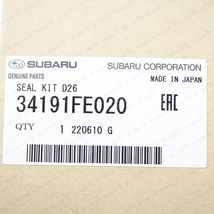 SUBARU
SUBARU CORPORATION
GENUINE PARTS
MADE IN JAPAN
SEAL KIT D26
34191FE020
EAC
QTY 1 220610 G